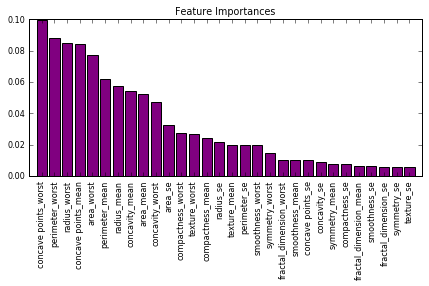 Feature Importances
0.10
0.08
0.06
0.04
0.02
0.00
concave points_worst
perimeter_worst
radius_worst
concave points_mean
area_worst
perimeter_mean
radius_mean
concavity_mean
area_mean
concavity_worst
area_se
compactness_worst
texture_worst
compactness_mean
radius_se
texture_mean
perimeter_se
smoothness_worst
symmetry_worst
fractal_dimension_worst
smoothness_mean
concave points_se
concavity_se
symmetry_mean
compactness_se
fractal_dimension_mean
smoothness_se
fractal_dimension_se
symmetry_se
texture_se